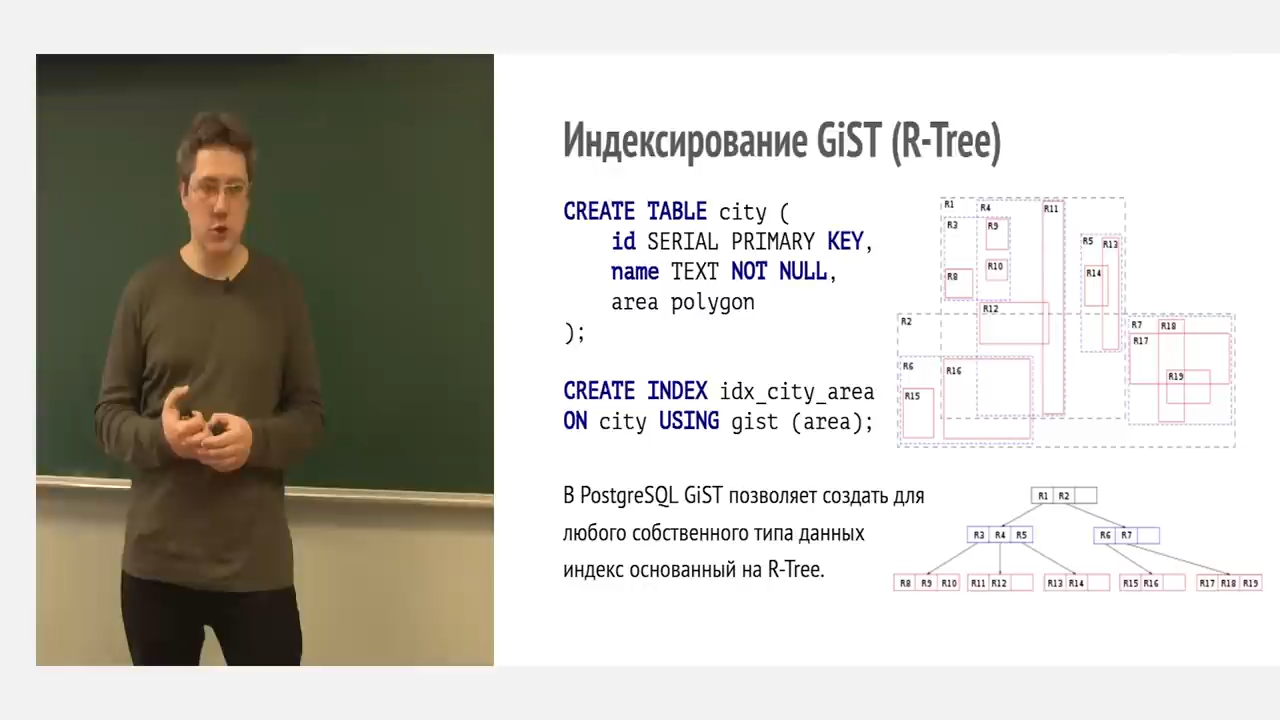 Индексирование GiST (R-Tree)
CREATE TABLE city (
id SERIAL PRIMARY KEY,
name TEXT NOT NULL,
area polygon
);
CREATE INDEX idx_city_area
ON city USING gist (area);
В PostgreSQL GiST позволяет создать для
любого собственного типа данных
индекс основанный на R-Tree.
R1
R4
R11
R3
R9
R10
R8
R12
R5
R13
R14
R2
R7
R18
R17
R19
R6
R16
R15
R1 R2
R3 R4 R5
R6 R7
R8 R9 R10
R11 R12
R13 R14
R15 R16
R17 R18 R19